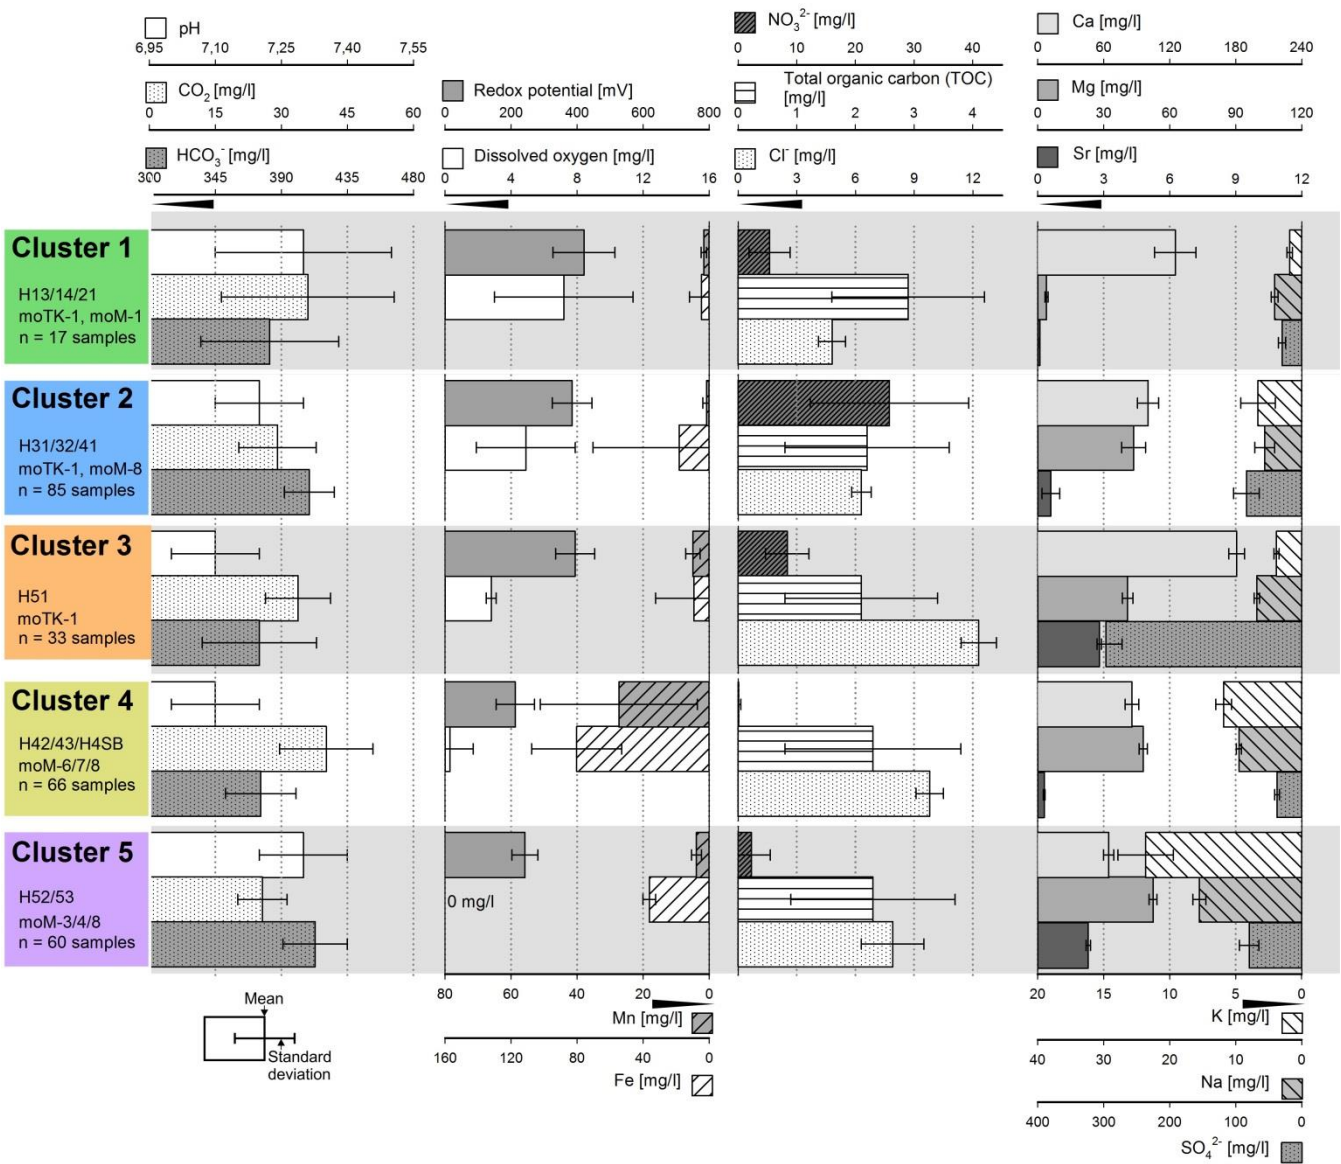 pH
6,95 7,10 7,25 7,40 7,55
CO2 [mg/l]
0 15 30 45 60
HCO3- [mg/l]
300 345 390 435 480
Redox potential [mV]
0 400 400 800
Dissolved oxygen [mg/l]
0 4 8 12 16
NO3 2- [mg/l]
0 10 20 30 40
Total organic carbon (TOC)
[mg/l]
0 1 2 3 4
Cl- [mg/l]
0 3 6 9 12
Ca [mg/l]
0 60 120 180 240
Mg [mg/l]
0 30 60 90 120
Sr [mg/l]
0 3 6 9 12
Cluster 1
H13/14/21
moTK-1, moM-1
n = 17 samples
Cluster 2
H31/32/41
moTK-1, moM-8
n = 85 samples
Cluster 3
H51
moTK-1
n = 33 samples
Cluster 4
H42/43/H4SB
moM-6/7/8
n = 66 samples
Cluster 5
H52/53
moM-3/4/8
n = 60 samples
0 mg/l
Mean
Standard
deviation
80 60 40 20 0
Mn [mg/l]
160 120 80 40 0
Fe [mg/l]
20 15 10 5 0
K [mg/l]
40 30 20 10 0
Na [mg/l]
400 300 200 100 0
SO4 2- [mg/l]